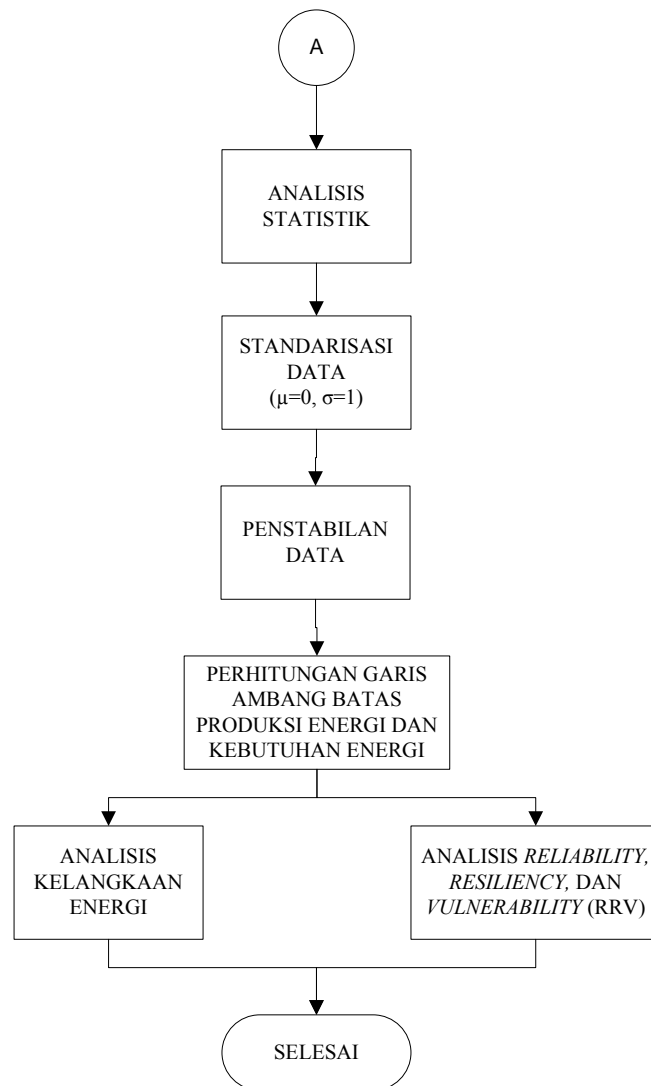 A
ANALISIS
STATISTIK
STANDARISASI
DATA
(µ=0, σ=1)
PENSTABILAN
DATA
PERHITUNGAN GARIS
AMBANG BATAS
PRODUKSI ENERGI DAN
KEBUTUHAN ENERGI
ANALISIS
KELANGKAAN
ENERGI
ANALISIS RELIABILITY,
RESILIENCY, DAN
VULNERABILITY (RRV)
SELESAI